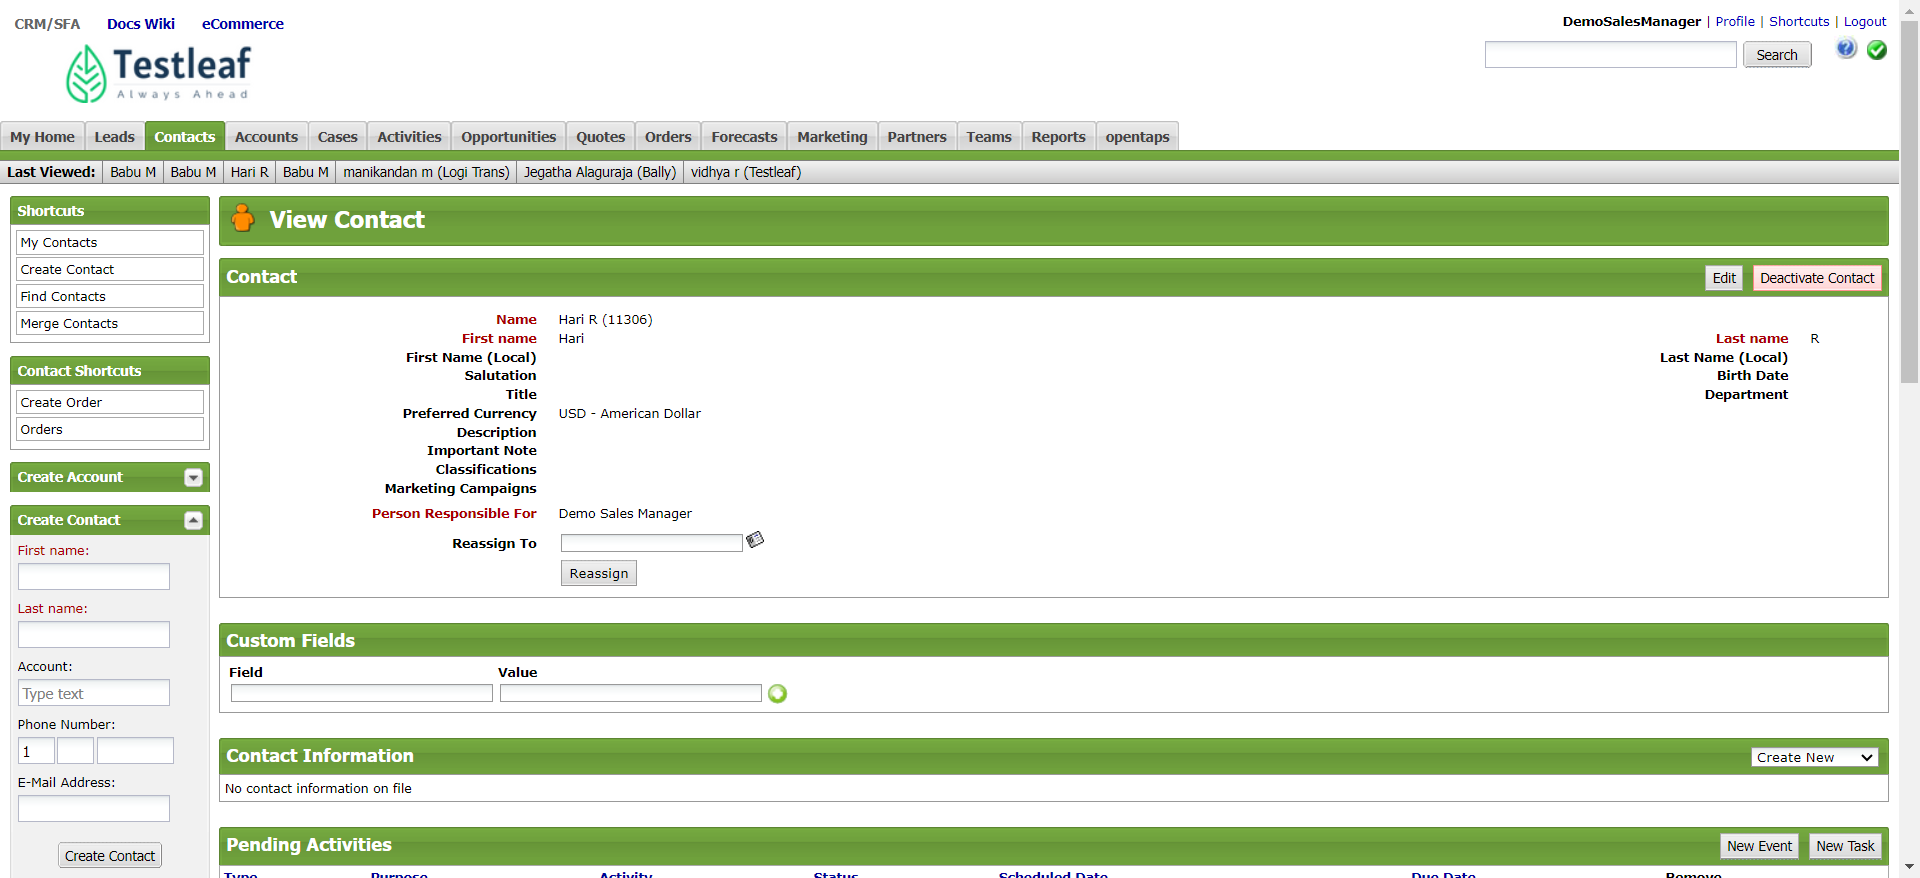 CRM/SFA Docs Wiki eCommerce
DemoSalesManager | Profile | Shortcuts | Logout
Testleaf
Always Ahead
Search
My Home Leads Contacts Accounts Cases Activities Opportunities Quotes Orders Forecasts Marketing Partners Teams Reports opentaps
Last Viewed: Babu M Babu M Hari R Babu M manikandan m (Logi Trans) Jegatha Alaguraja (Bally) vidhya r (Testleaf)
Shortcuts
My Contacts
Create Contact
Find Contacts
Merge Contacts
Contact Shortcuts
Create Order
Orders
Create Account
Create Contact
First name:
Last name:
Account:
Type text
Phone Number:
1
E-Mail Address:
Create Contact
View Contact
Contact
Edit Deactivate Contact
Name Hari R (11306)
First name Hari Last name R
First Name (Local) Last Name (Local)
Salutation Birth Date
Title Department
Preferred Currency USD - American Dollar
Description
Important Note
Classifications
Marketing Campaigns
Person Responsible For Demo Sales Manager
Reassign To
Reassign
Custom Fields
Field Value
Contact Information
Create New
No contact information on file
Pending Activities
New Event New Task
Type Purpose Activity Status Scheduled Date Due Date Remove